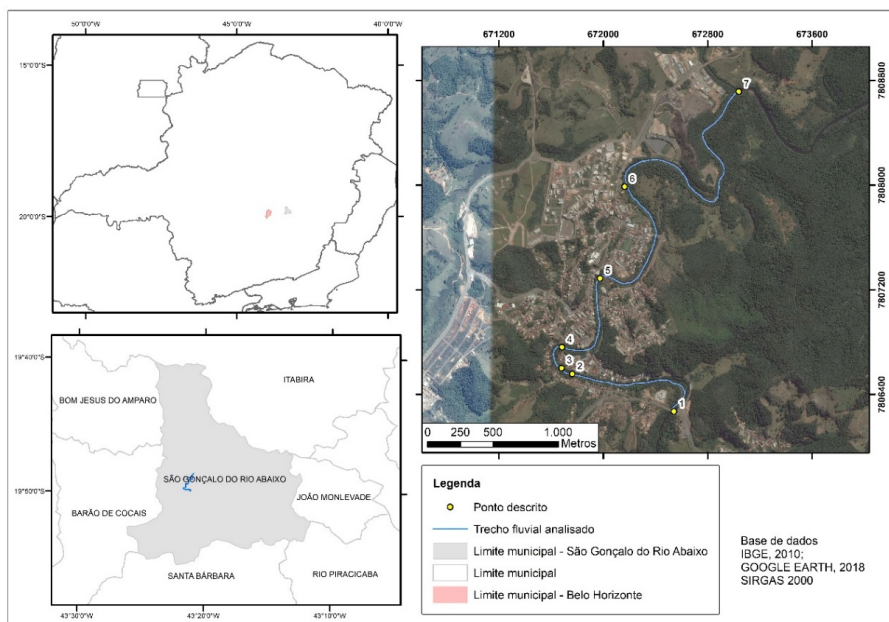 50°0'0"W
45°0'0"W
40°0'0"W
15°0'0"S
20°0'0"S
671200
672000
672800
673600
7808800
7808000
7807200
7806400
7
6
5
4
3
2
1
0
250
500
1.000
Metros
19°40'0"S
19°50'0"S
ITABIRA
BOM JESUS DO AMPARO
SÃO GONÇALO DO RIO ABAIXO
JOÃO MONLEVADE
BARÃO DE COCAIS
SANTA BÁRBARA
RIO PIRACICABA
43°30'0"W
43°20'0"W
43°10'0"W
Legenda
Ponto descrito
Trecho fluvial analisado
Limite municipal - São Gonçalo do Rio Abaixo
Limite municipal
Limite municipal - Belo Horizonte
Base de dados
IBGE, 2010;
GOOGLE EARTH, 2018
SIRGAS 2000